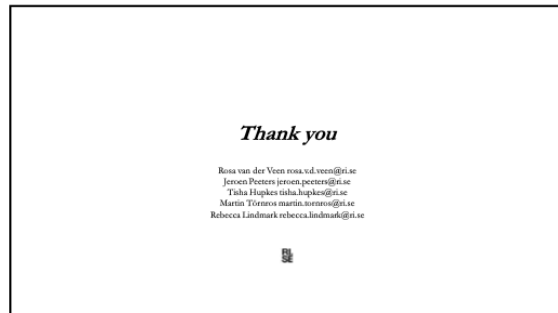 Thank you
Rosa van der Veen rosa.v.d.veen@ri.se
Jeroen Peeters jeroen.peeters@ri.se
Tisha Hupkes tisha.hupkes@ri.se
Martin Törnros martin.tornros@ri.se
Rebecca Lindmark rebecca.lindmark@ri.se
RI.
SE